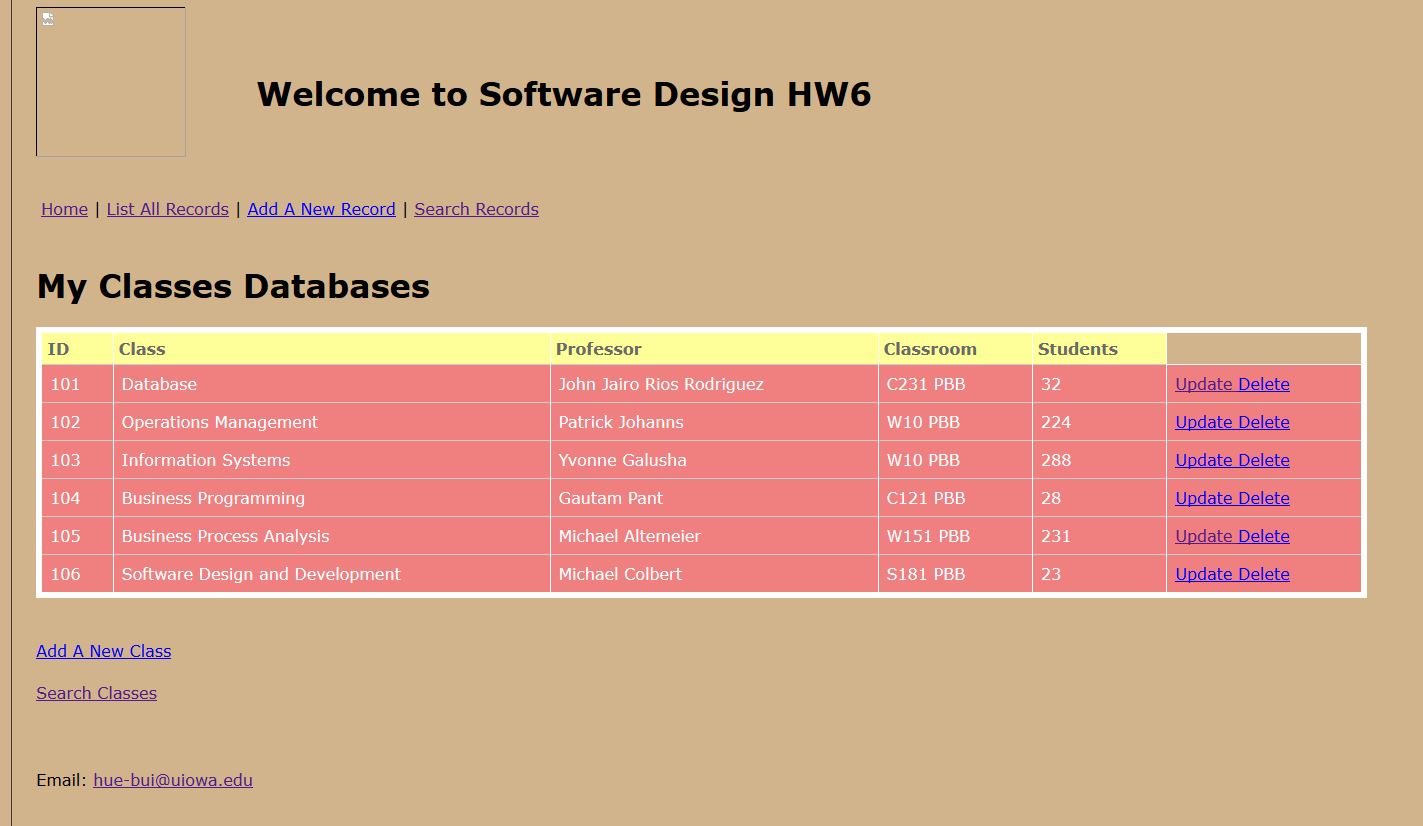 Welcome to Software Design HW6
Home | List All Records | Add A New Record | Search Records
My Classes Databases
ID Class Professor Classroom Students
101 Database John Jairo Rios Rodriguez C231 PBB 32 Update Delete
102 Operations Management Patrick Johanns W10 PBB 224 Update Delete
103 Information Systems Yvonne Galusha W10 PBB 288 Update Delete
104 Business Programming Gautam Pant C121 PBB 28 Update Delete
105 Business Process Analysis Michael Altemeier W151 PBB 231 Update Delete
106 Software Design and Development Michael Colbert S181 PBB 23 Update Delete
Add A New Class
Search Classes
Email: hue-bui@uiowa.edu